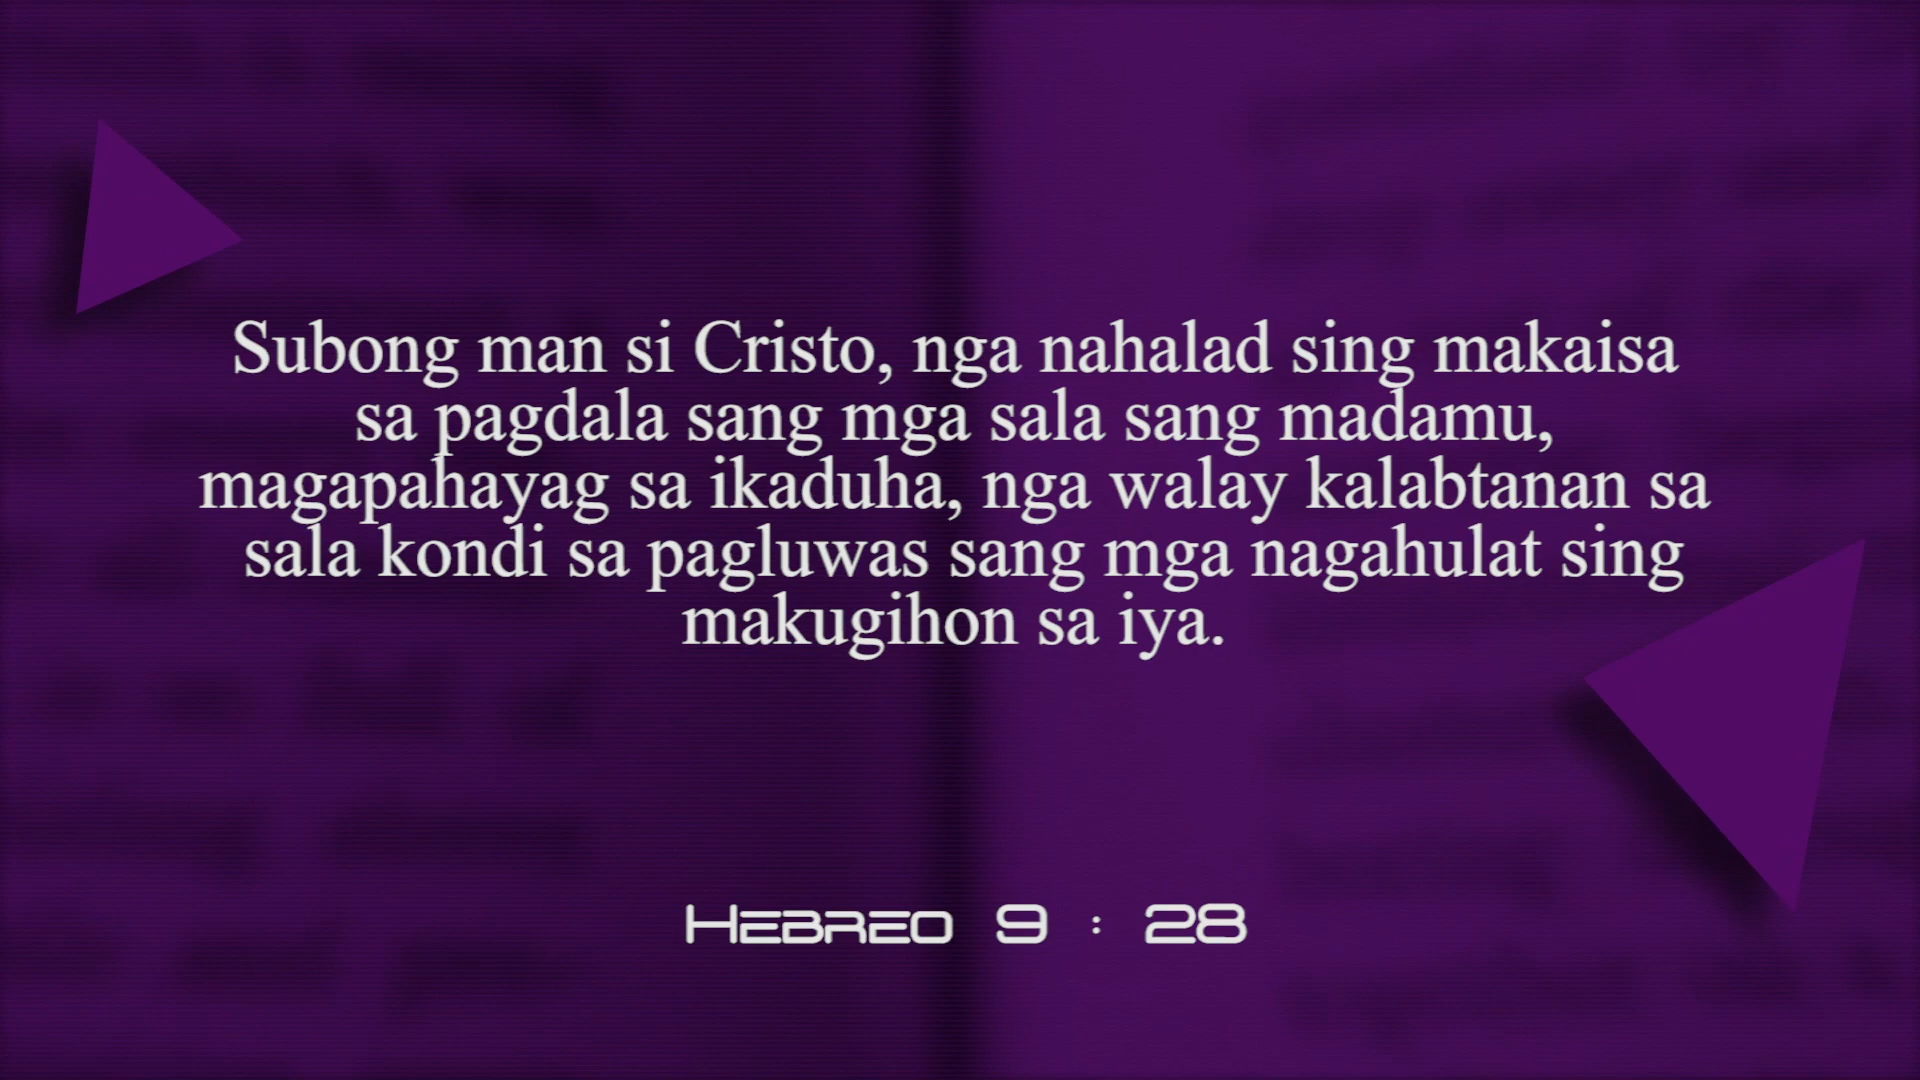 Subong man si Cristo, nga nahalad sing makaisa
sa pagdala sang mga sala sang madamu,
magapahayag sa ikaduha, nga walay kalabtanan sa
sala kondi sa pagluwas sang mga nagahulat sing
makugihon sa iya.
Hebreo 9 : 28